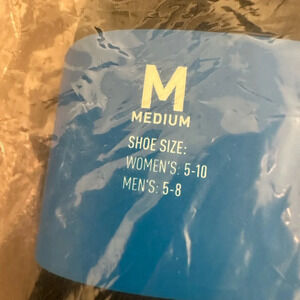 M
MEDIUM
SHOE SIZE:
WOMEN'S: 5-10
MEN'S: 5-8